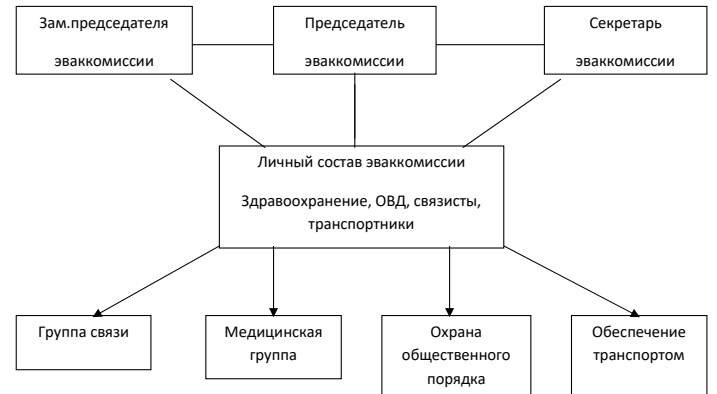 Зам.председателя
эваккомиссии
Председатель
эваккомиссии
Секретарь
эваккомиссии
Личный состав эваккомиссии
Здравоохранение, ОВД, связисты,
транспортники
Группа связи
Медицинская
группа
Охрана
общественного
порядка
Обеспечение
транспортом